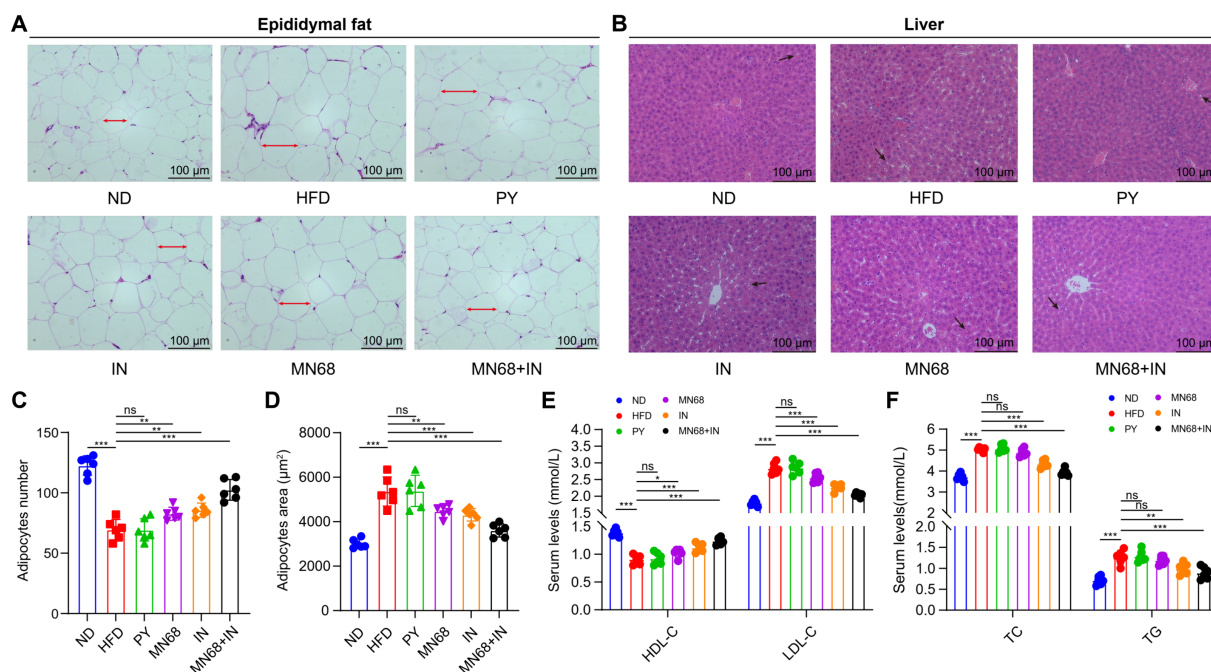 A
Epididymal fat
100 μm
100 μm
100 μm
ND
HFD
PY
100 μm
100 μm
100 μm
IN
MN68
MN68+IN
B
Liver
100 μm
100 μm
100 μm
ND
HFD
PY
100 μm
100 μm
100 μm
IN
MN68
MN68+IN
C
ns
**
**
***
***
Adipocytes number
150
100
50
0
ND
HFD
PY
MN68
IN
MN68+IN
D
ns
**
***
***
***
Adipocytes area (μm²)
8000
6000
4000
2000
0
ND
HFD
PY
MN68
IN
MN68+IN
E
ND
HFD
PY
MN68
IN
MN68+IN
ns
***
***
***
***
ns
*
***
***
***
Serum levels (mmol/L)
4.0
3.5
3.0
2.5
2.0
1.5
1.5
1.0
0.5
0.0
HDL-C
LDL-C
F
ND
HFD
PY
MN68
IN
MN68+IN
ns
ns
***
***
***
ns
ns
**
***
***
Serum levels(mmol/L)
6
5
4
3
2
2.0
1.5
1.0
0.5
0.0
TC
TG